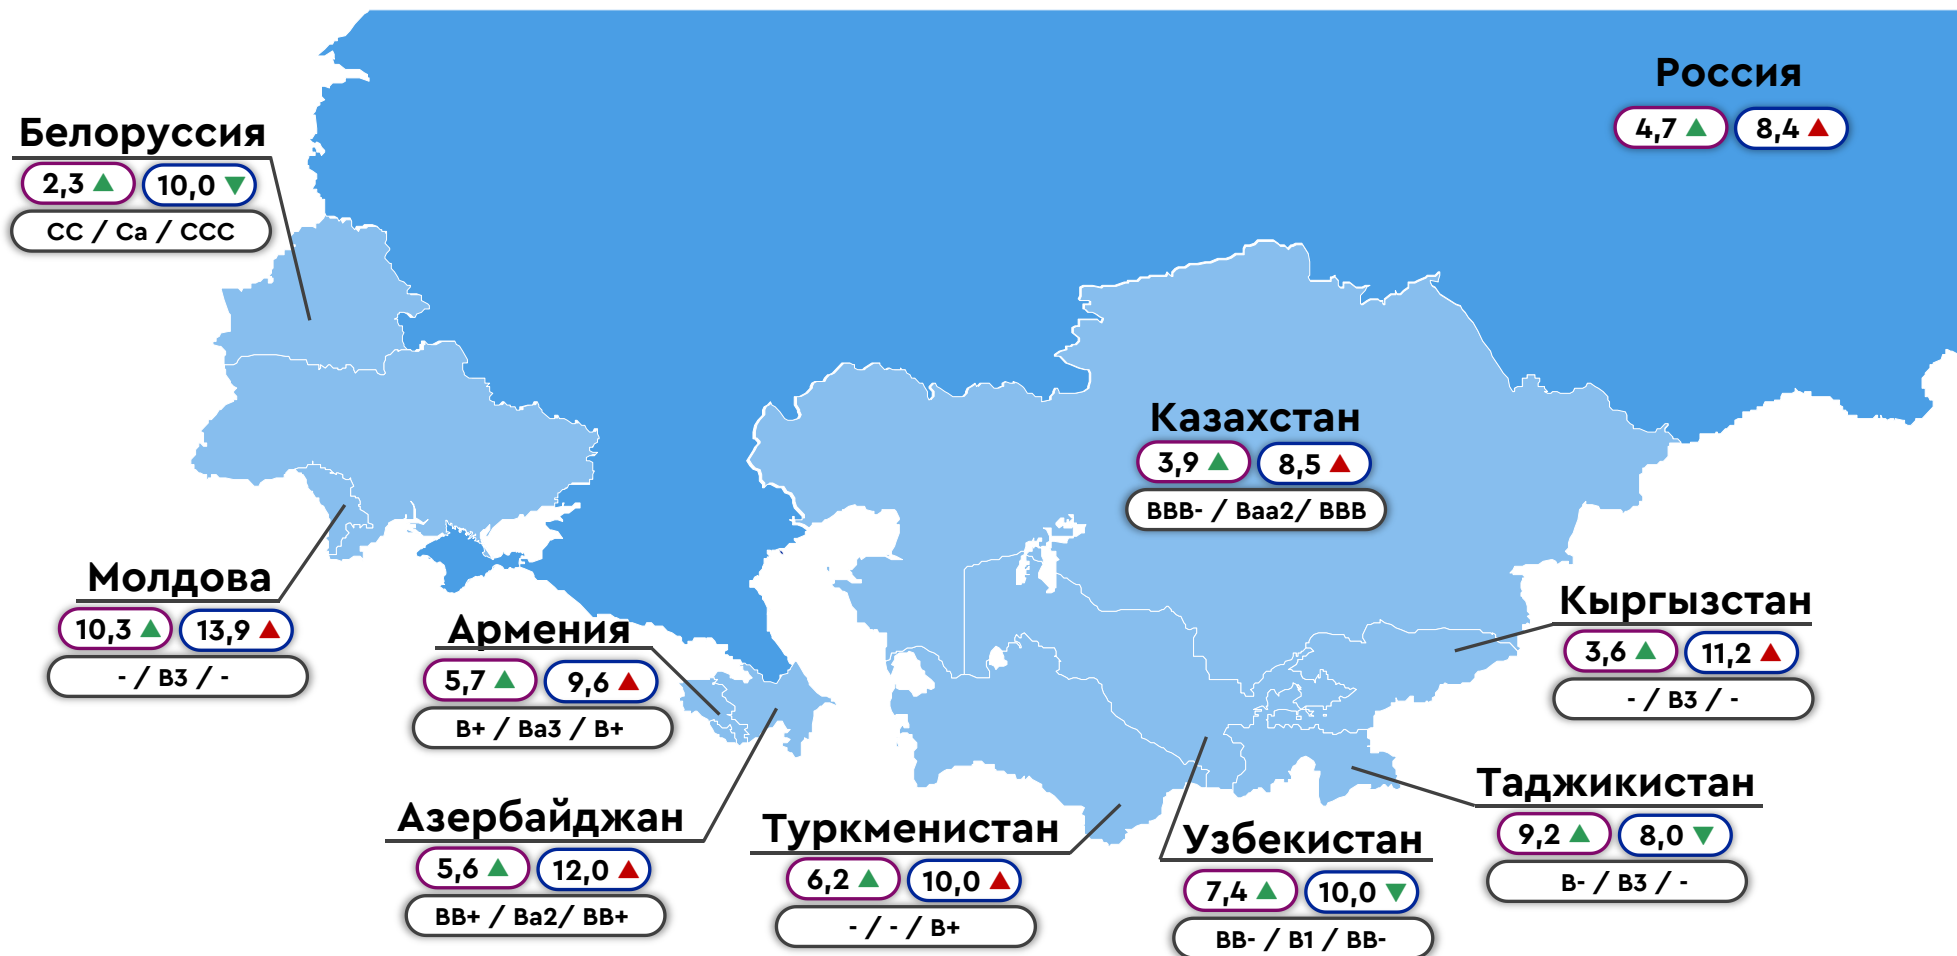 Россия
4,7 ▲ 8,4 ▲
Белоруссия
2,3 ▲ 10,0 ▼
CC / Ca / CCC
Казахстан
3,9 ▲ 8,5 ▲
BBB- / Baa2/ BBB
Молдова
10,3 ▲ 13,9 ▲
- / B3 / -
Армения
5,7 ▲ 9,6 ▲
B+ / Ba3 / B+
Кыргызстан
3,6 ▲ 11,2 ▲
- / B3 / -
Азербайджан
5,6 ▲ 12,0 ▲
BB+ / Ba2/ BB+
Туркменистан
6,2 ▲ 10,0 ▲
- / - / B+
Узбекистан
7,4 ▲ 10,0 ▼
BB- / B1 / BB-
Таджикистан
9,2 ▲ 8,0 ▼
B- / B3 / -